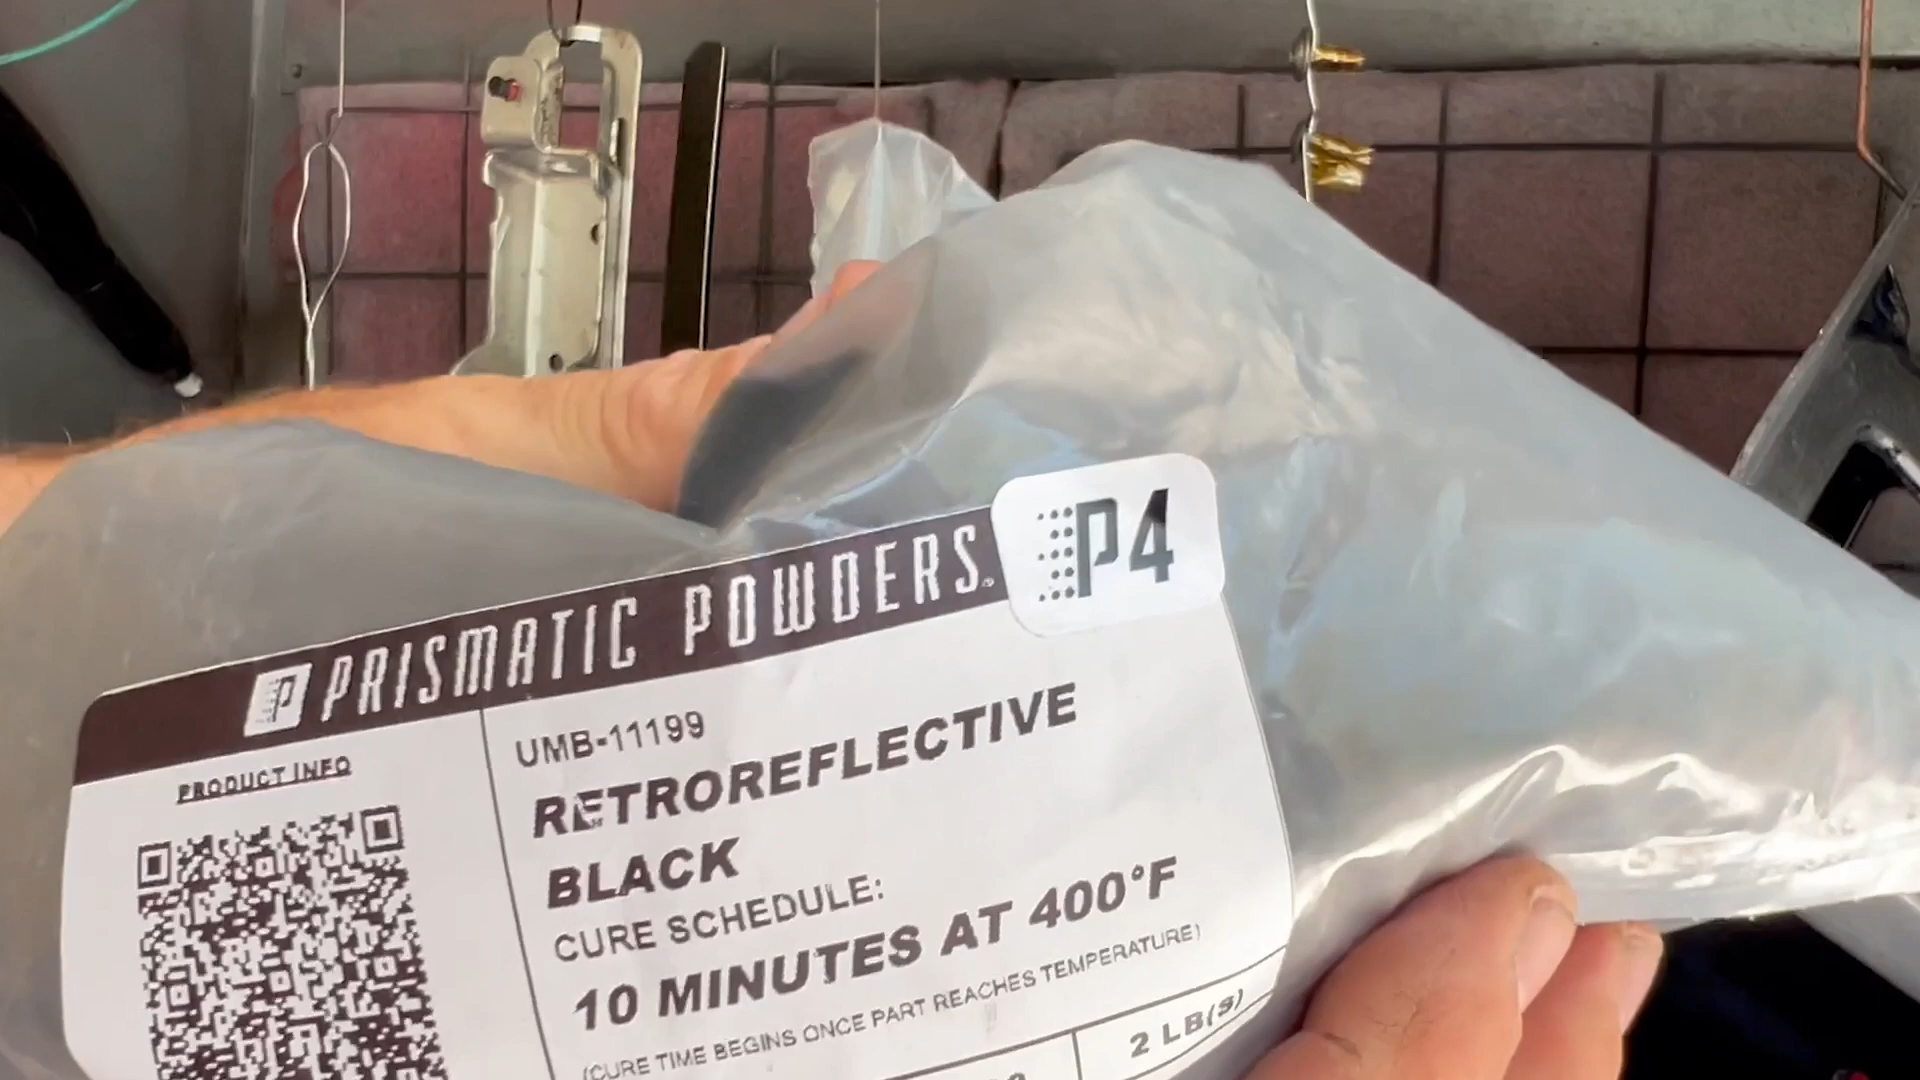 PRISMATIC POWDERS
P4
PRODUCT INFO
UMB-11199
RETROREFLECTIVE
BLACK
CURE SCHEDULE:
10 MINUTES AT 400°F
(CURE TIME BEGINS ONCE PART REACHES TEMPERATURE)
2 LB(S)